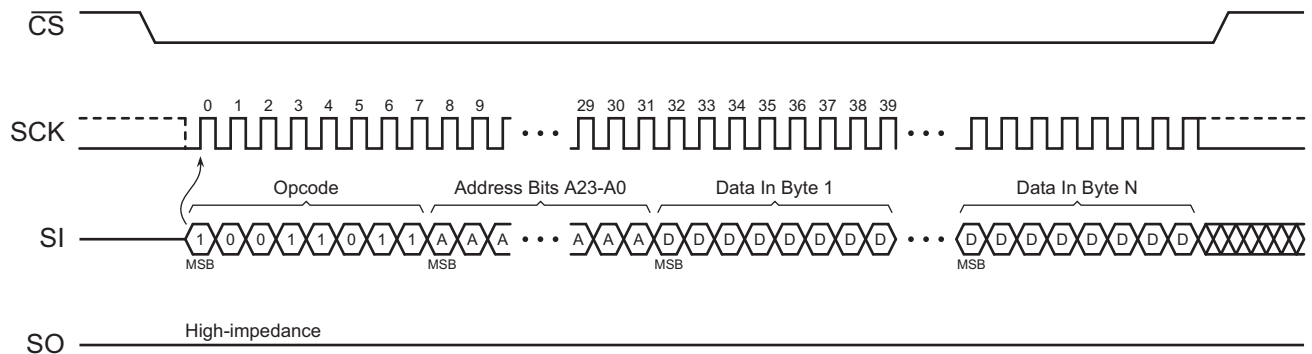 CS
0 1 2 3 4 5 6 7 8 9 29 30 31 32 33 34 35 36 37 38 39
SCK
Opcode Address Bits A23-A0 Data In Byte 1 Data In Byte N
SI 1 0 0 1 1 0 1 1 A A A A A A D D D D D D D D D D D D D D D D
MSB MSB MSB MSB
High-impedance
SO